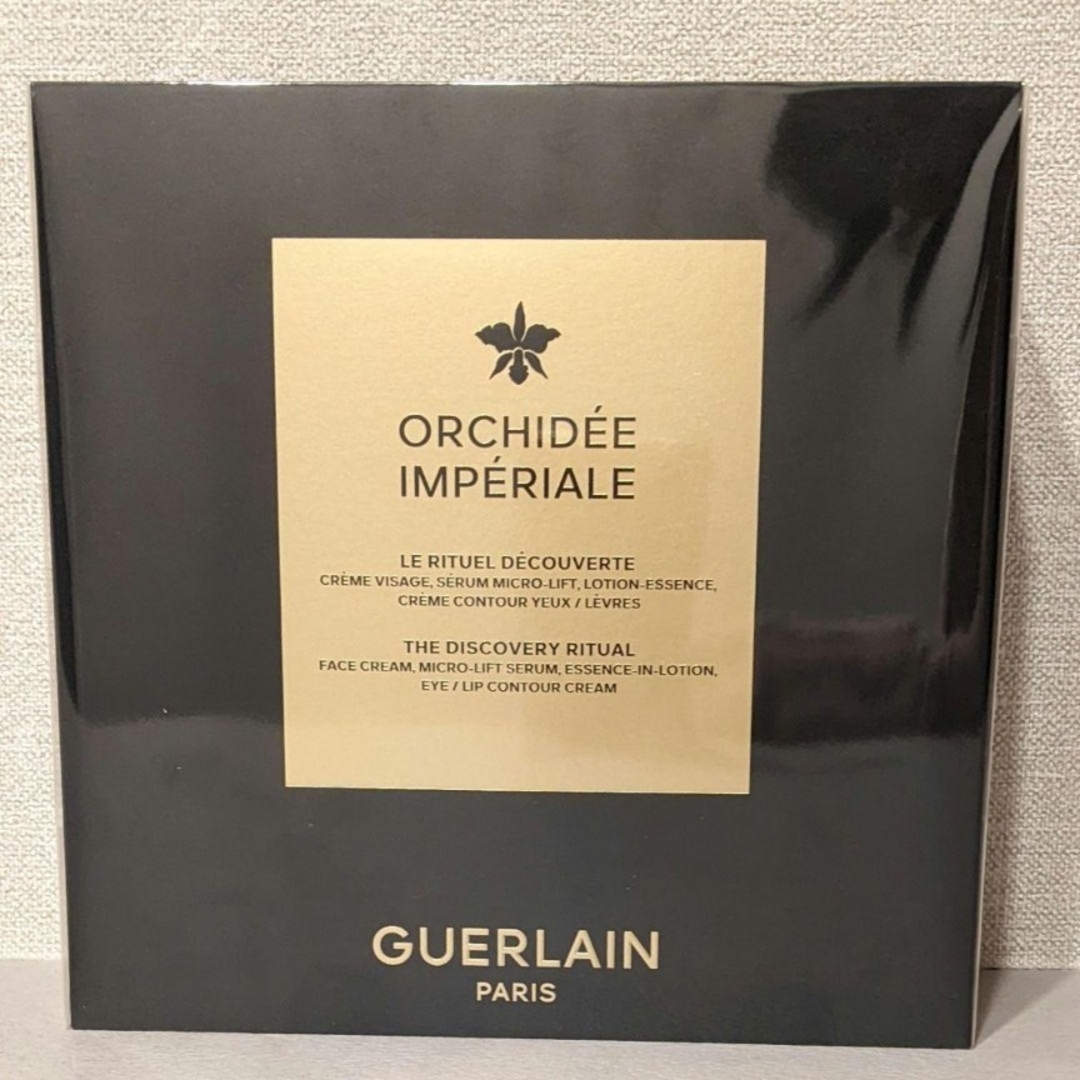 ORCHIDÉE
IMPÉRIALE
LE RITUEL DÉCOUVERTE
CRÈME VISAGE, SÉRUM MICRO-LIFT, LOTION-ESSENCE,
CRÈME CONTOUR YEUX / LÈVRES
THE DISCOVERY RITUAL
FACE CREAM, MICRO-LIFT SERUM, ESSENCE-IN-LOTION,
EYE / LIP CONTOUR CREAM
GUERLAIN
PARIS